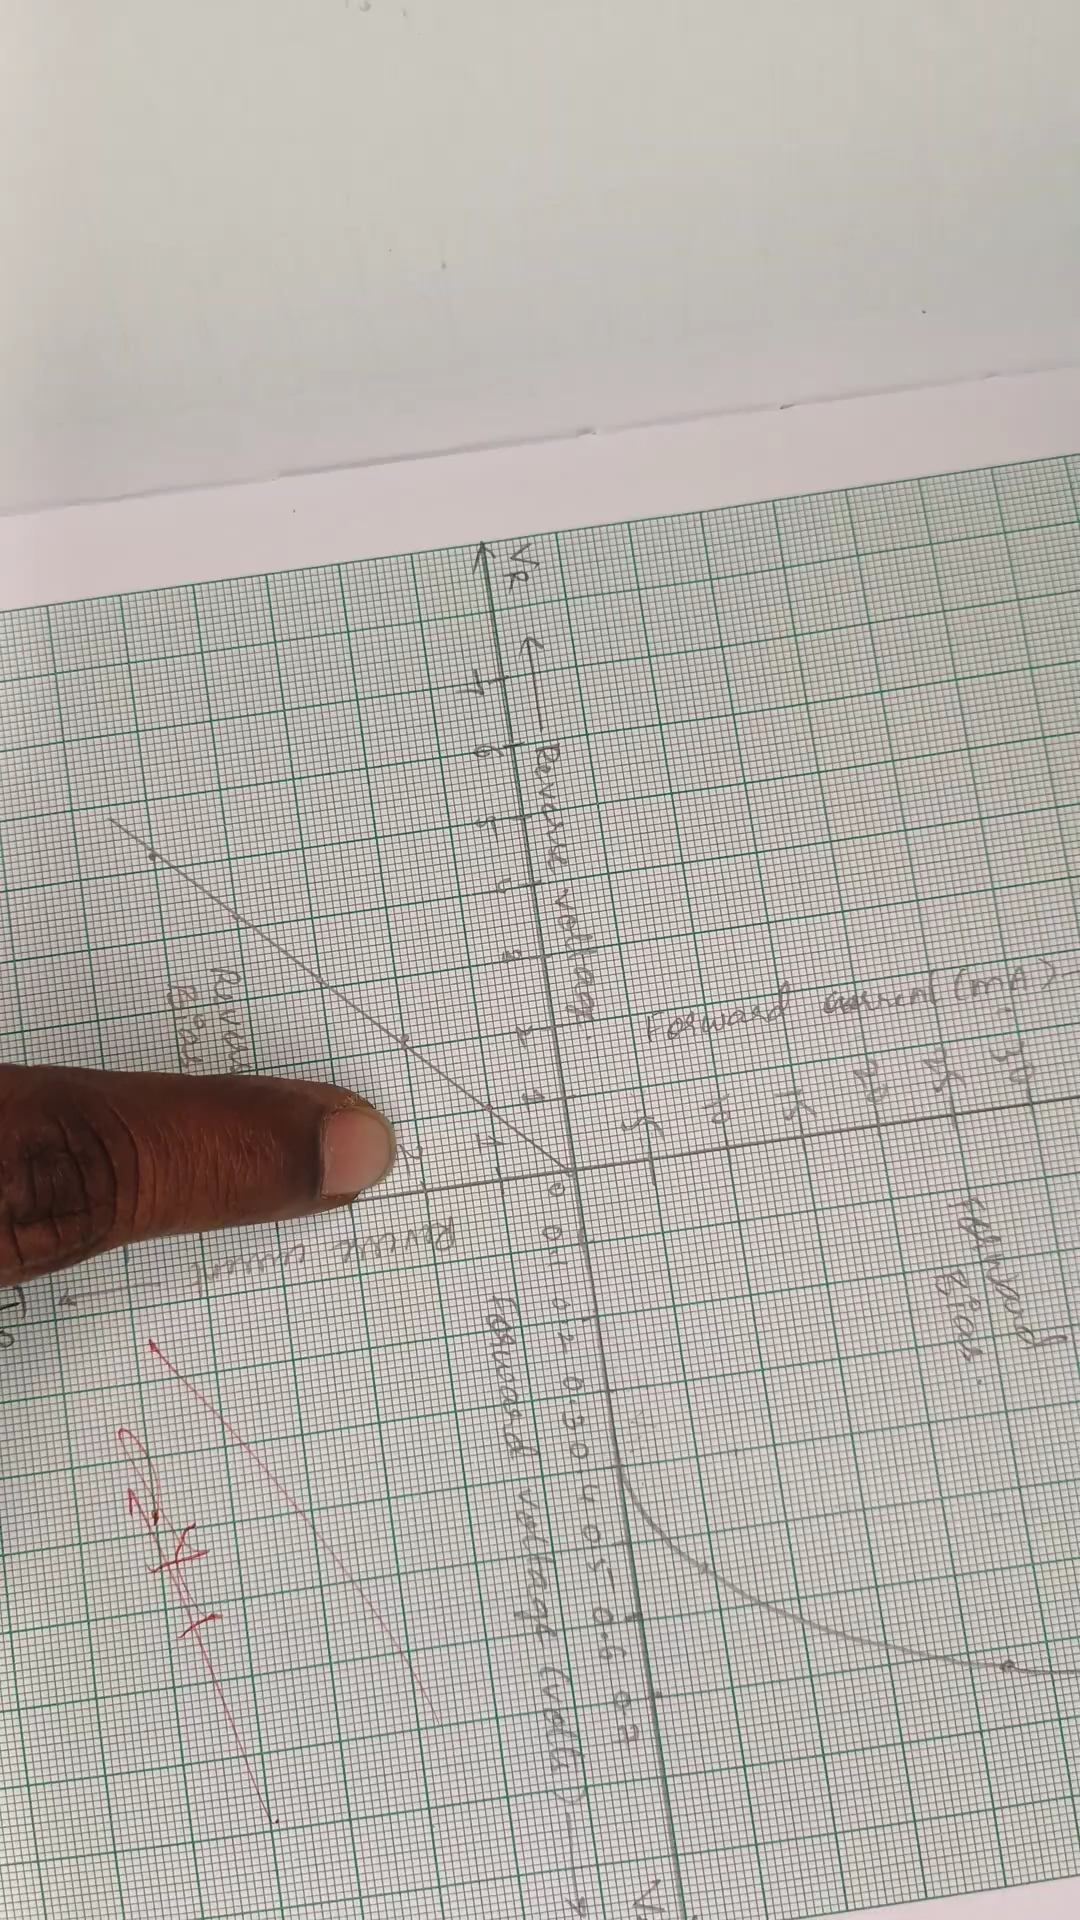 VR
← Reverse voltage
7 6 5 4 3 2 1 0 0.1 0.2 0.3 0.4 0.5 0.6 0.7
Forward current (mA)
5 10 15 20 25 30
Forward
Bias
1
2
Reverse current
Forward voltage (volts) →